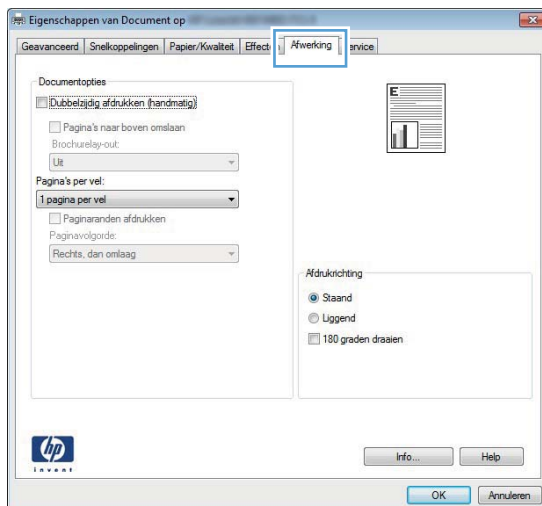 Eigenschappen van Document op
Geavanceerd Snelkoppelingen Papier/Kwaliteit Afwerking
Documentopties
Dubbelzijdig afdrukken (handmatig)
Pagina's naar boven omslaan
Brochurelay-out:
Uit
Pagina's per vel:
1 pagina per vel
Paginaranden afdrukken
Paginavolgorde:
Rechts, dan omlaag
E
Afdrukrichting
Staand
Liggend
180 graden draaien
hp
invent
Info... Help
OK Annuleren